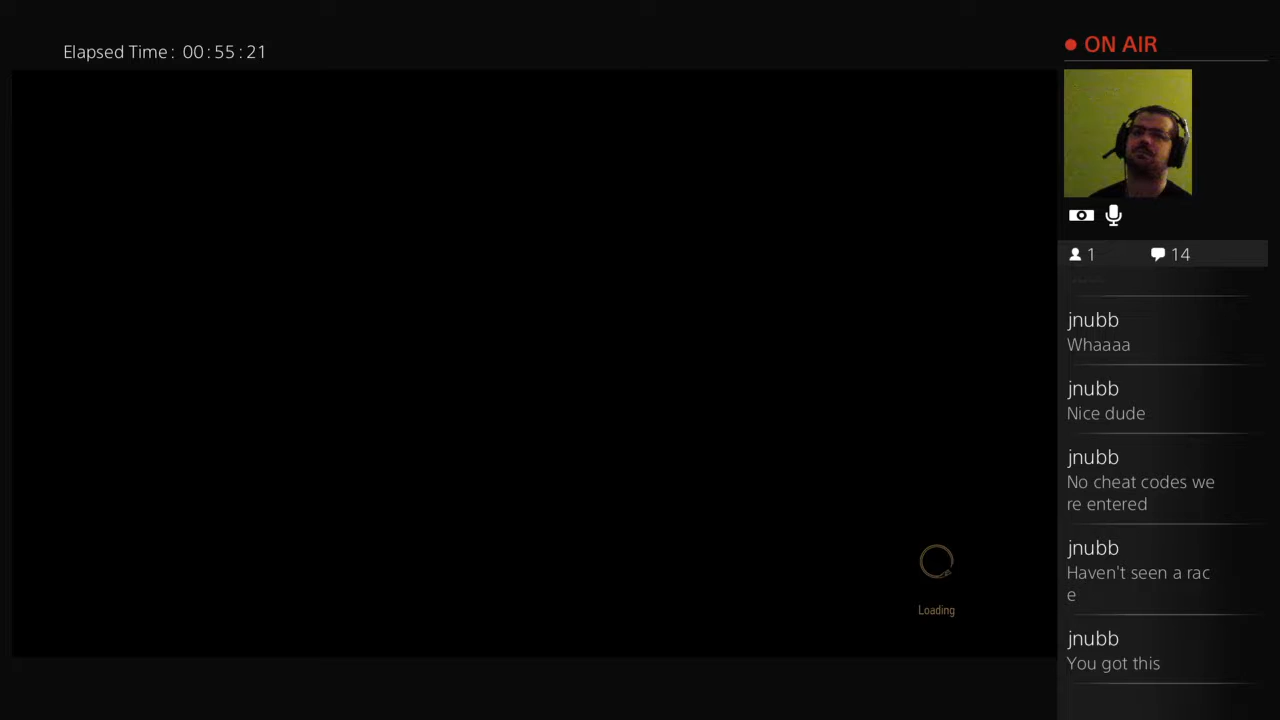 Elapsed Time: 00:55:21
ON AIR
1
14
jnubb
Whaaaa
jnubb
Nice dude
jnubb
No cheat codes we
re entered
jnubb
Haven't seen a rac
e
jnubb
You got this
Loading